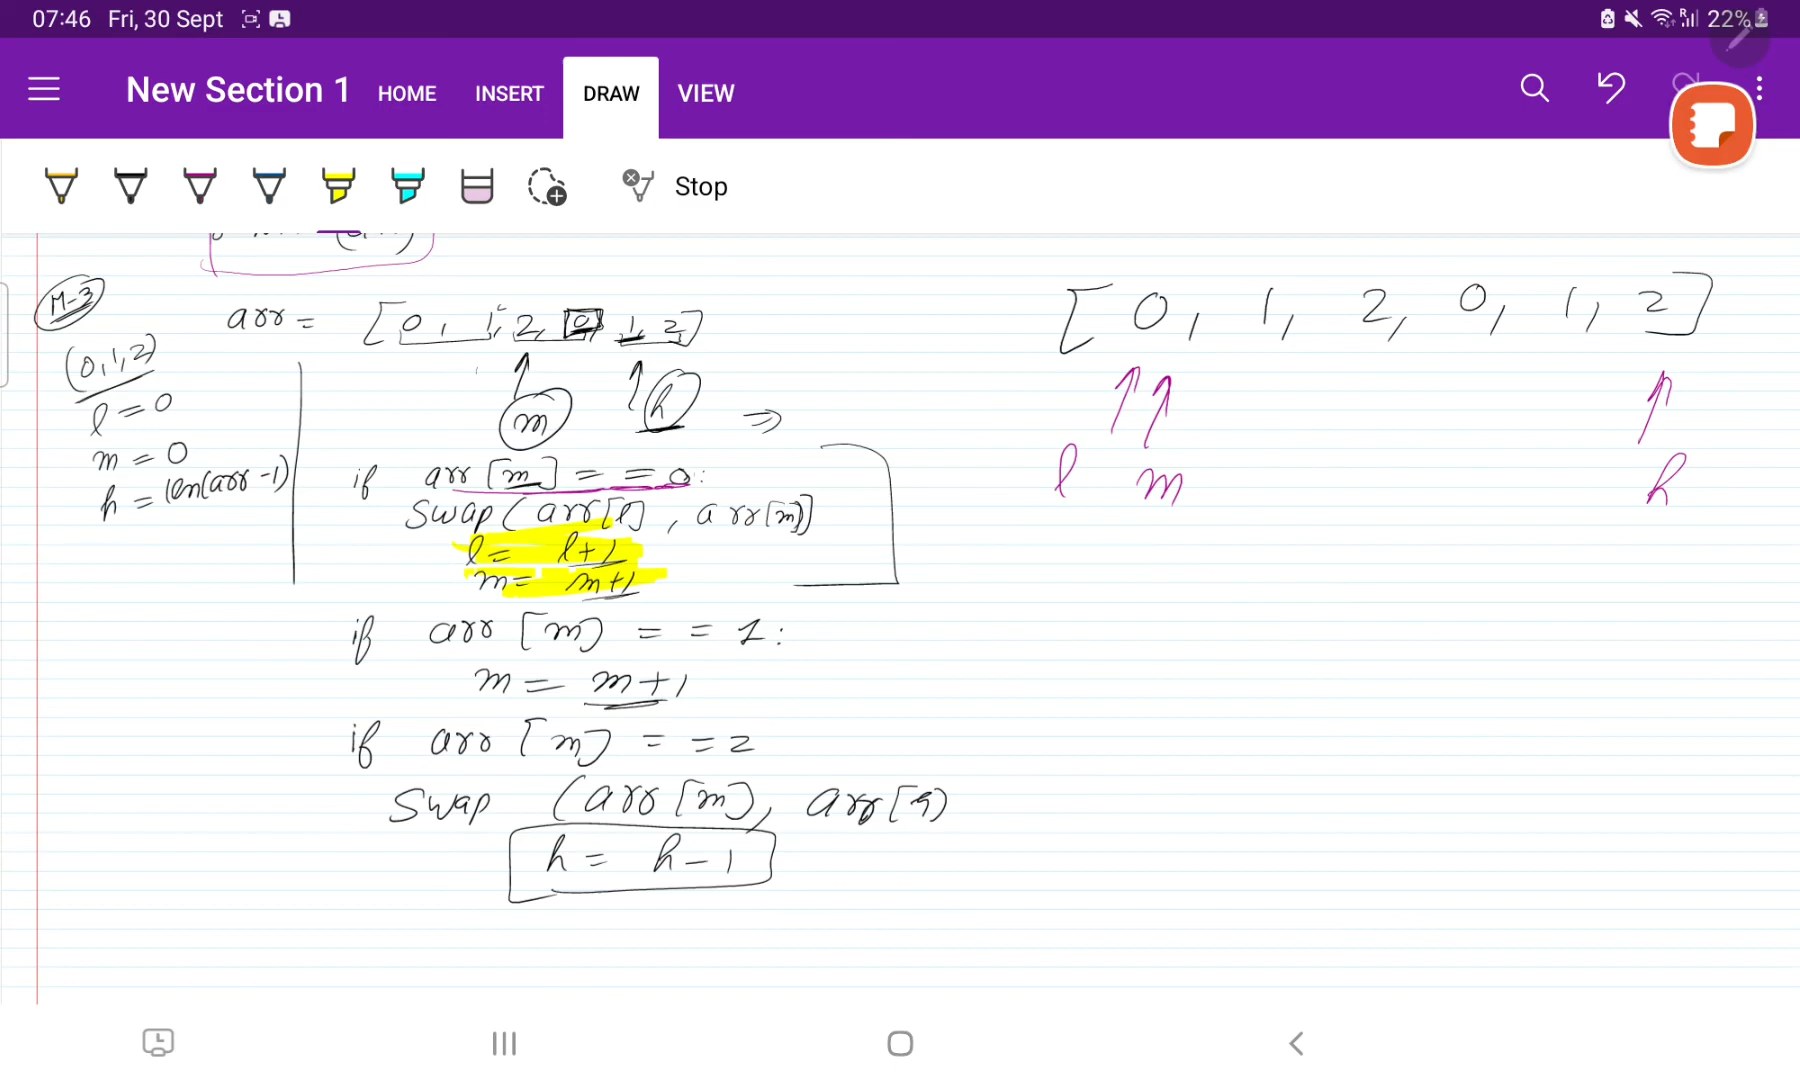 07:46 Fri, 30 Sept 22%
New Section 1 HOME INSERT DRAW VIEW
Stop
M-3
arr = [0, 1, 2, 0, 1, 2]
[0, 1, 2, 0, 1, 2]
(0,1,2)
l = 0
m = 0
h = len(arr -1)
m h ⇒
l m h
if arr [m] = = 0:
Swap (arr[l], arr[m]]
l = l+1
m = m+1
if arr [m] = = 1:
m = m+1
if arr [m] = = 2
Swap (arr[m], arr[h]
h = h-1